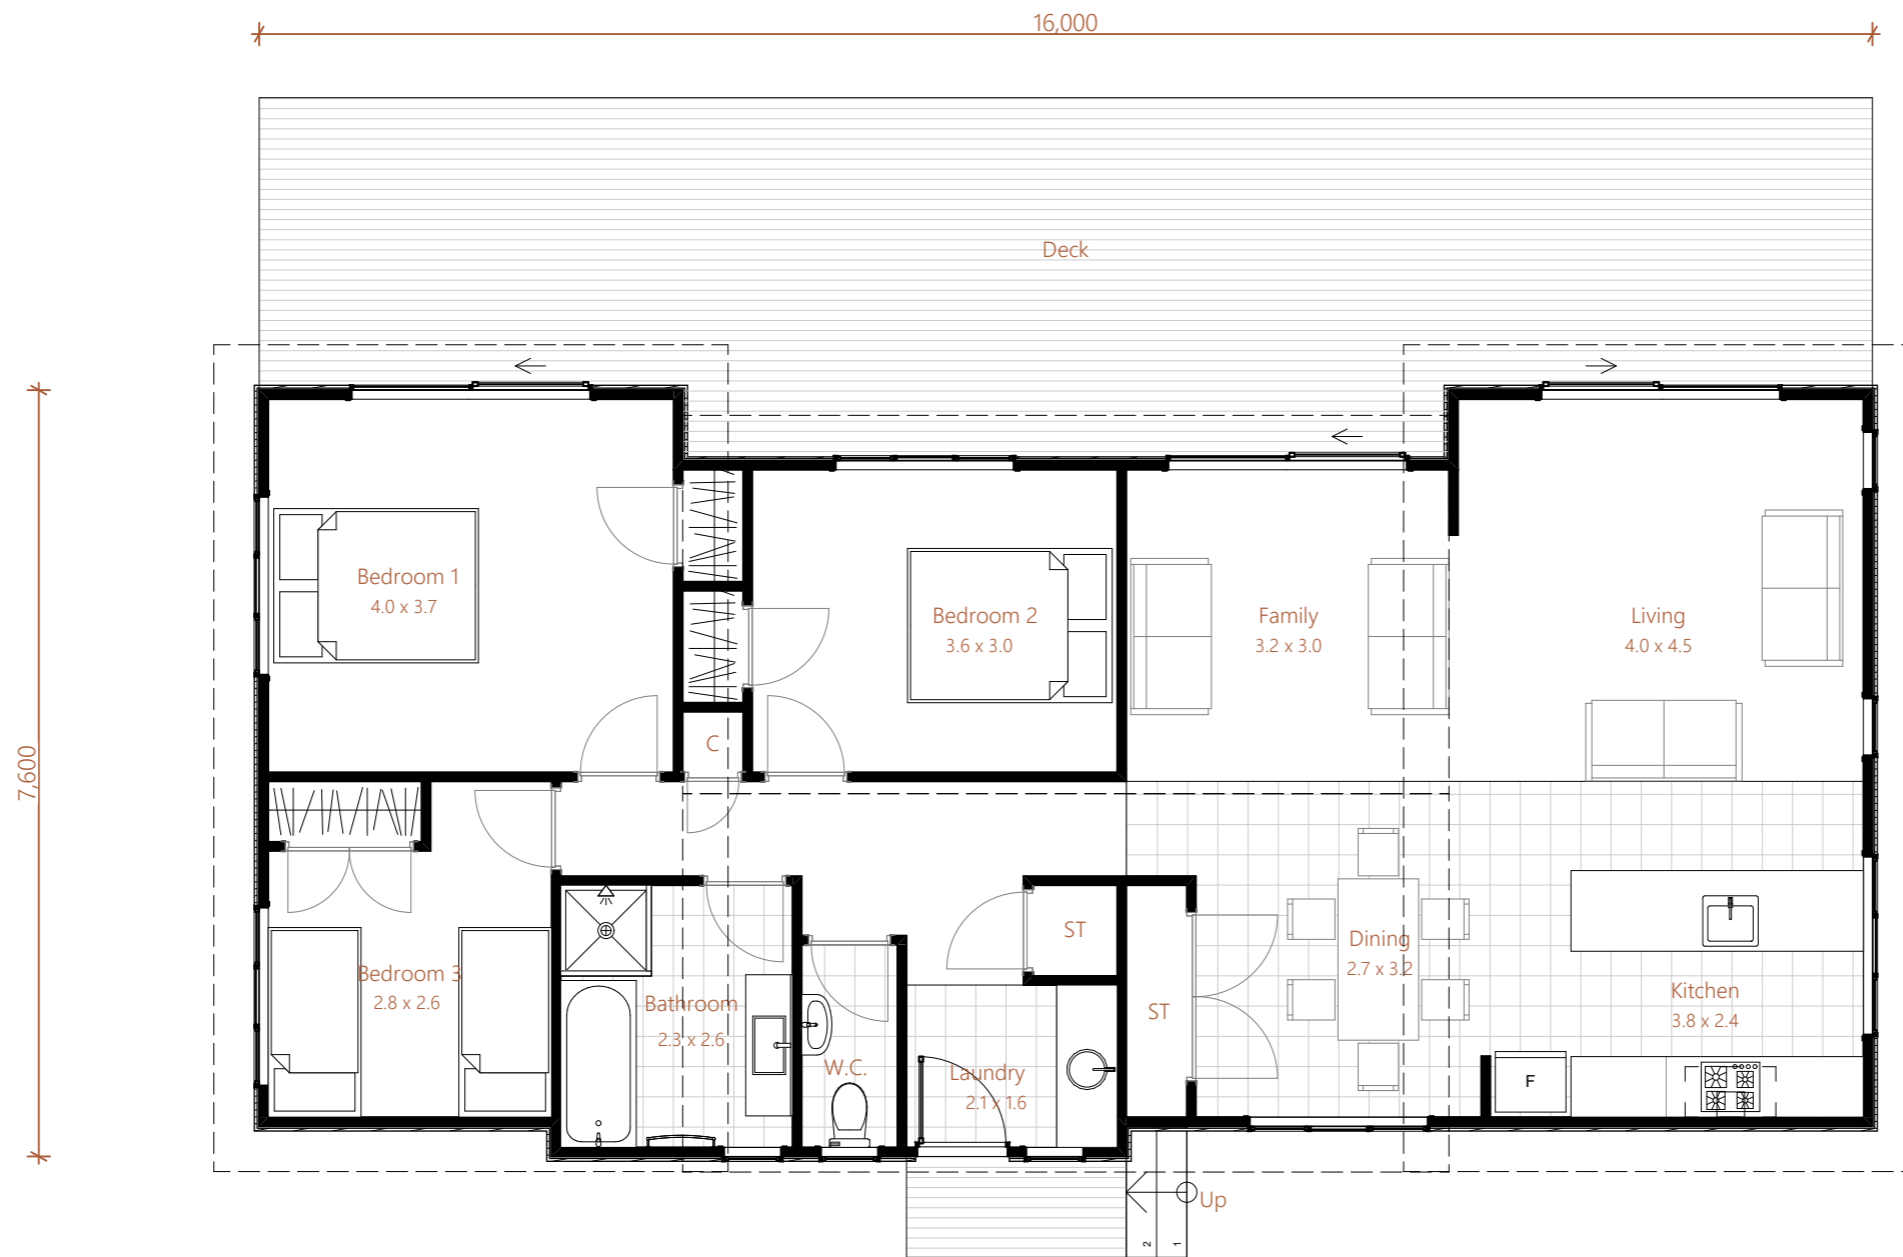 16,000
Deck
7,600
Bedroom 1
4.0 x 3.7
Bedroom 2
3.6 x 3.0
Family
3.2 x 3.0
Living
4.0 x 4.5
C
ST
Dining
2.7 x 3.2
Bedroom 3
2.8 x 2.6
Bathroom
2.3 x 2.6
ST
Kitchen
3.8 x 2.4
W.C.
Laundry
2.1 x 1.6
F
Up
2
1